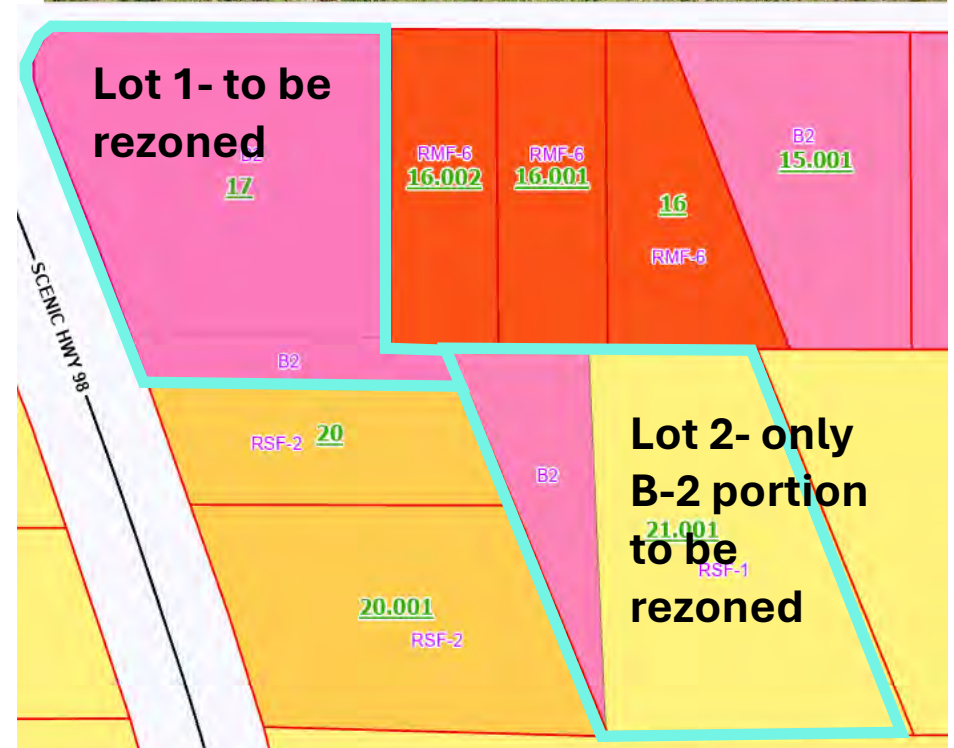 Lot 1- to be
rezoned
B2
17
RMF-6
16.002
RMF-6
16.001
16
RMF-6
B2
15.001
SCENIC HWY 98
B2
RSF-2 20
B2
Lot 2- only
B-2 portion
21.001
to be
RSF-1
rezoned
20.001
RSF-2